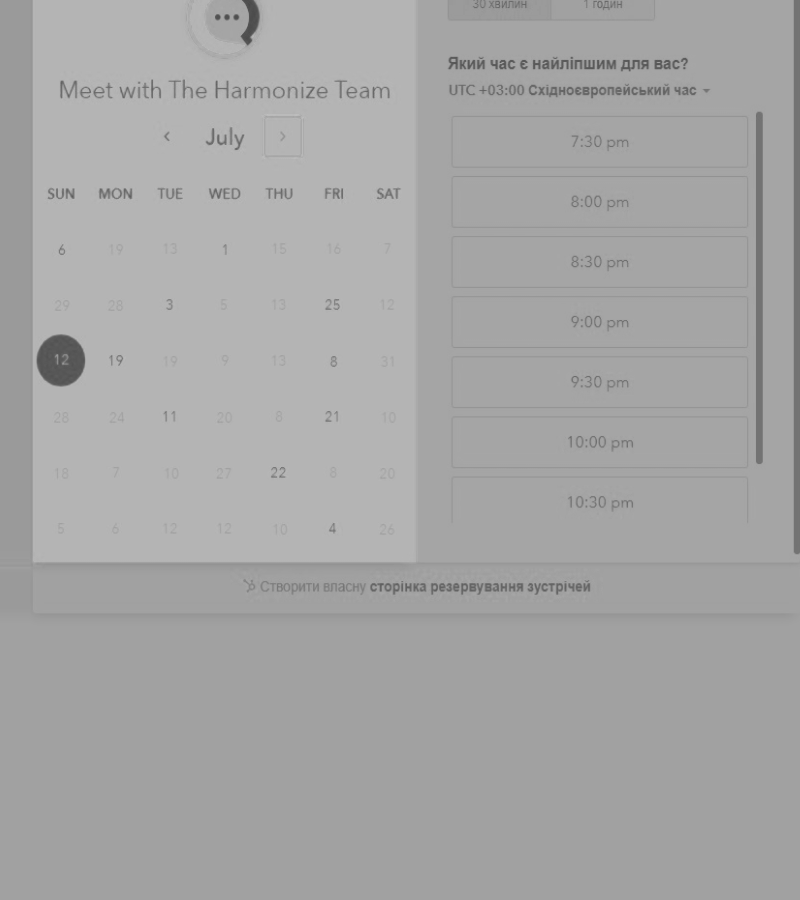 30 хвилин
1 годин
Meet with The Harmonize Team
July
SUN MON TUE WED THU FRI SAT
6 19 13 1 15 16 7
29 28 3 5 13 25 12
12 19 19 9 13 8 31
28 24 11 20 8 21 10
18 7 10 27 22 8 20
5 6 12 12 10 4 26
Який час є найліпшим для вас?
UTC +03:00 Східноєвропейський час
7:30 pm
8:00 pm
8:30 pm
9:00 pm
9:30 pm
10:00 pm
10:30 pm
Створити власну сторінка резервування зустрічей